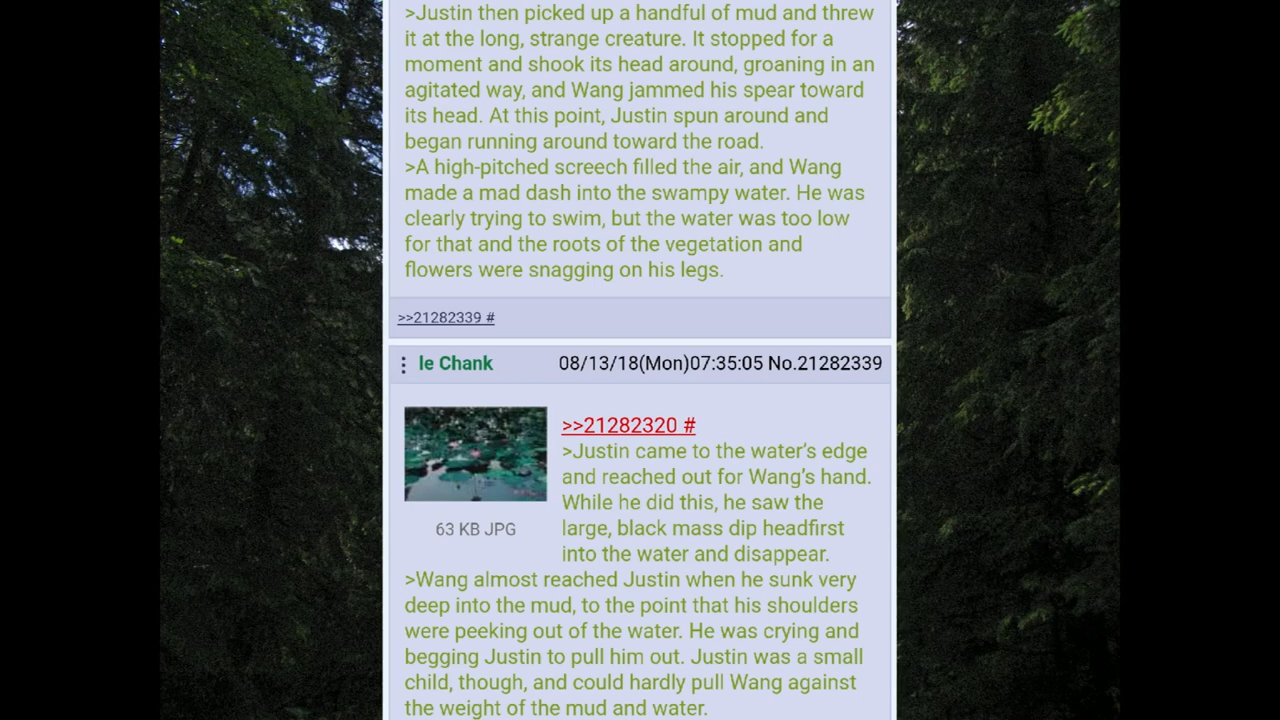 >Justin then picked up a handful of mud and threw
it at the long, strange creature. It stopped for a
moment and shook its head around, groaning in an
agitated way, and Wang jammed his spear toward
its head. At this point, Justin spun around and
began running around toward the road.
>A high-pitched screech filled the air, and Wang
made a mad dash into the swampy water. He was
clearly trying to swim, but the water was too low
for that and the roots of the vegetation and
flowers were snagging on his legs.
>>21282339 #
le Chank 08/13/18(Mon)07:35:05 No.21282339
>>21282320 #
>Justin came to the water's edge
and reached out for Wang's hand.
While he did this, he saw the
large, black mass dip headfirst
into the water and disappear.
63 KB JPG
>Wang almost reached Justin when he sunk very
deep into the mud, to the point that his shoulders
were peeking out of the water. He was crying and
begging Justin to pull him out. Justin was a small
child, though, and could hardly pull Wang against
the weight of the mud and water.